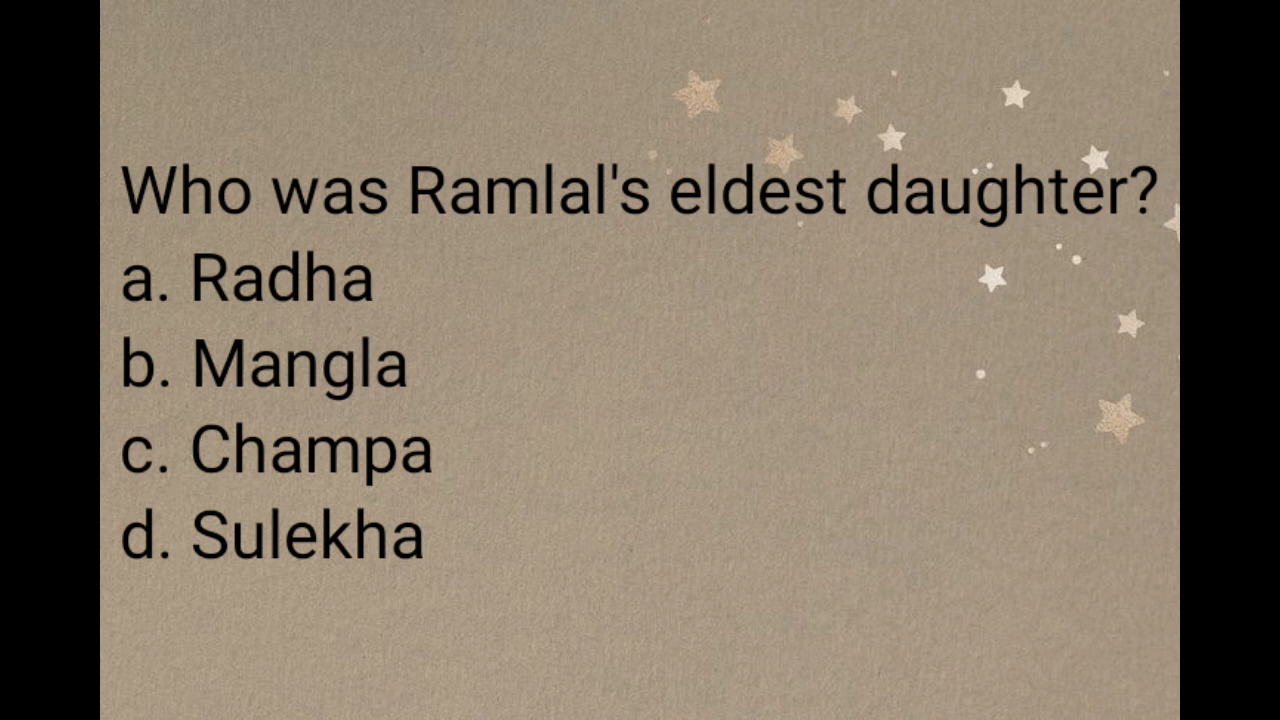 Who was Ramlal's eldest daughter?
a. Radha
b. Mangla
c. Champa
d. Sulekha